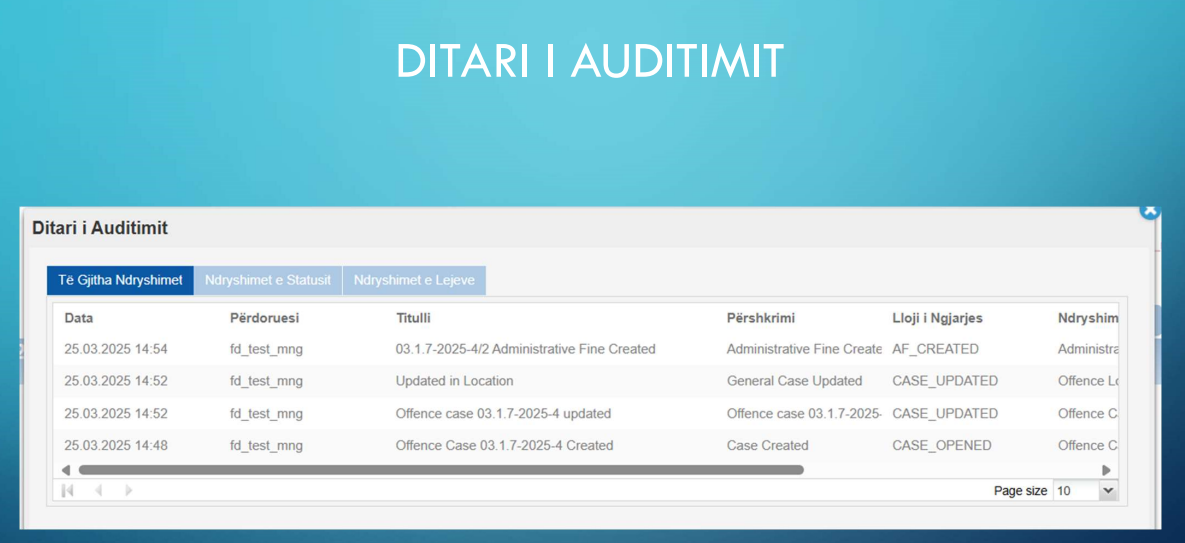 DITARI I AUDITIMIT
Ditari i Auditimit
Të Gjitha Ndryshimet Ndryshimet e Statusit Ndryshimet e Lejeve
Data Përdoruesi Titulli Përshkrimi Lloji i Ngjarjes Ndryshim
25.03.2025 14:54 fd_test_mng 03.1.7-2025-4/2 Administrative Fine Created Administrative Fine Create AF_CREATED Administra
25.03.2025 14:52 fd_test_mng Updated in Location General Case Updated CASE_UPDATED Offence Lo
25.03.2025 14:52 fd_test_mng Offence case 03.1.7-2025-4 updated Offence case 03.1.7-2025- CASE_UPDATED Offence C
25.03.2025 14:48 fd_test_mng Offence Case 03.1.7-2025-4 Created Case Created CASE_OPENED Offence C
Page size 10